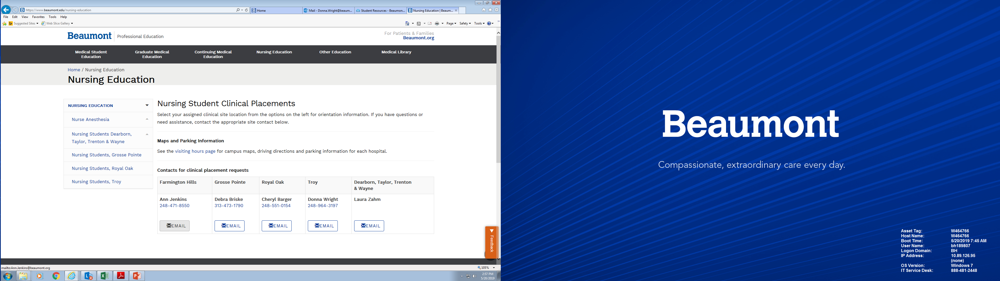 https://www.beaumont.edu/nursing-education
Home
Mail - Donna.Wright@beaum...
Student Resources - Beaumon...
Nursing Education | Beaum...
File Edit View Favorites Tools Help
Suggested Sites
Web Slice Gallery
Page Safety Tools
Beaumont
Professional Education
For Patients & Families
Beaumont.org
Medical Student
Education
Graduate Medical
Education
Continuing Medical
Education
Nursing Education
Other Education
Medical Library
Home / Nursing Education
Nursing Education
NURSING EDUCATION
Nurse Anesthesia
Nursing Students Dearborn,
Taylor, Trenton & Wayne
Nursing Students, Grosse Pointe
Nursing Students, Royal Oak
Nursing Students, Troy
Nursing Student Clinical Placements
Select your assigned clinical site location from the options on the left for orientation information. If you have questions or
need assistance, contact the appropriate site contact below.
Maps and Parking Information
See the visiting hours page for campus maps, driving directions and parking information for each hospital.
Contacts for clinical placement requests
Farmington Hills
Grosse Pointe
Royal Oak
Troy
Dearborn, Taylor, Trenton
& Wayne
Ann Jenkins
248-471-8550
EMAIL
Debra Briske
313-473-1790
EMAIL
Cheryl Barger
248-551-0154
EMAIL
Donna Wright
248-964-3197
EMAIL
Laura Zahm
EMAIL
Feedback
mailto:Ann.Jenkins@beaumont.org
105%
2:57 PM
5/20/2019
Beaumont
Compassionate, extraordinary care every day.
Asset Tag: W464766
Host Name: W464766
Boot Time: 5/20/2019 7:45 AM
User Name: bh189807
Logon Domain: BH
IP Address: 10.89.126.95
(none)
OS Version: Windows 7
IT Service Desk: 888-481-2448